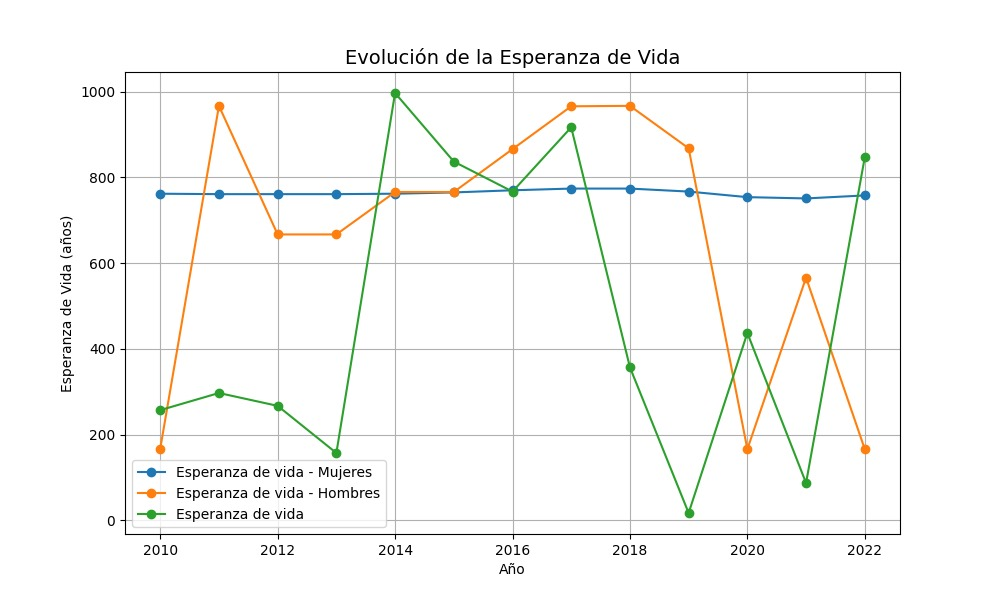 Evolución de la Esperanza de Vida
Esperanza de Vida (años)
1000
800
600
400
200
0
Esperanza de vida - Mujeres
Esperanza de vida - Hombres
Esperanza de vida
2010 2012 2014 2016 2018 2020 2022
Año